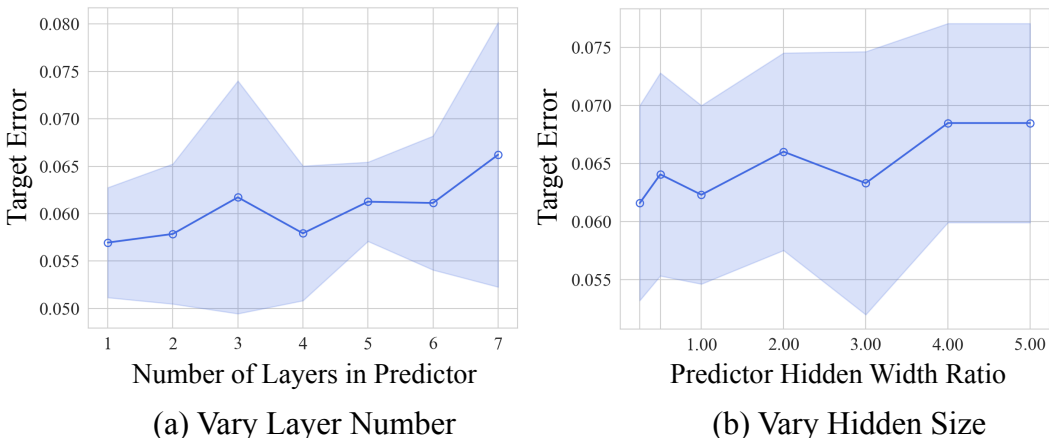 0.080
0.075
0.070
0.065
0.060
0.055
0.050
Target Error
1 2 3 4 5 6 7
Number of Layers in Predictor
(a) Vary Layer Number
0.075
0.070
0.065
0.060
0.055
Target Error
1.00 2.00 3.00 4.00 5.00
Predictor Hidden Width Ratio
(b) Vary Hidden Size